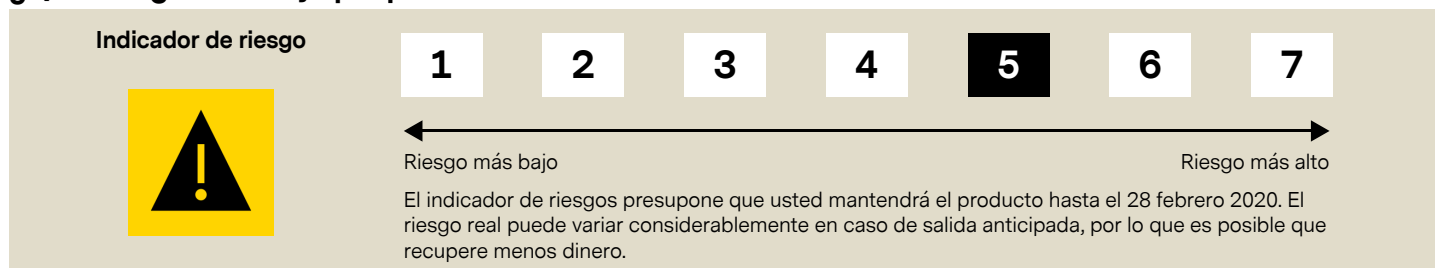 Indicador de riesgo
1 2 3 4 5 6 7
Riesgo más bajo Riesgo más alto
El indicador de riesgos presupone que usted mantendrá el producto hasta el 28 febrero 2020. El
riesgo real puede variar considerablemente en caso de salida anticipada, por lo que es posible que
recupere menos dinero.